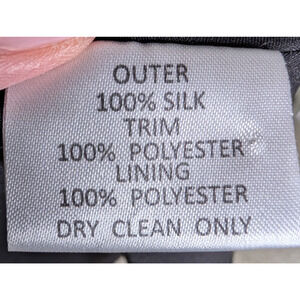 OUTER
100% SILK
TRIM
100% POLYESTER
LINING
100% POLYESTER
DRY CLEAN ONLY